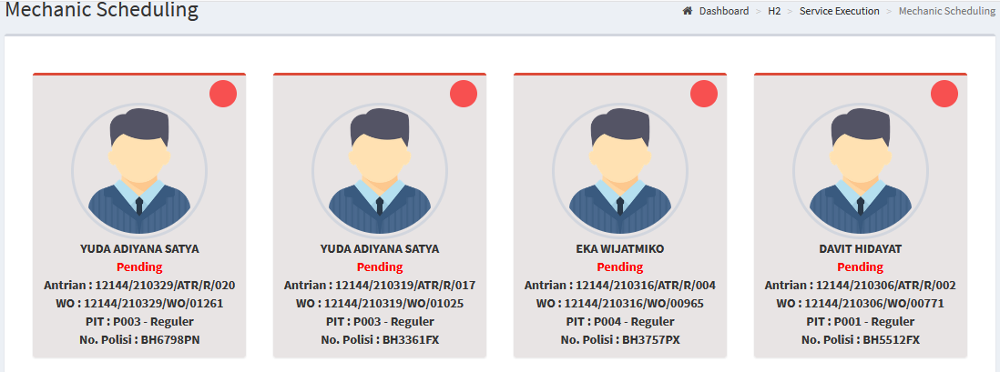 Mechanic Scheduling
Dashboard > H2 > Service Execution > Mechanic Scheduling
YUDA ADIYANA SATYA
Pending
Antrian : 12144/210329/ATR/R/020
WO : 12144/210329/WO/01261
PIT : P003 - Reguler
No. Polisi : BH6798PN
YUDA ADIYANA SATYA
Pending
Antrian : 12144/210319/ATR/R/017
WO : 12144/210319/WO/01025
PIT : P003 - Reguler
No. Polisi : BH3361FX
EKA WIJATMIKO
Pending
Antrian : 12144/210316/ATR/R/004
WO : 12144/210316/WO/00965
PIT : P004 - Reguler
No. Polisi : BH3757PX
DAVIT HIDAYAT
Pending
Antrian : 12144/210306/ATR/R/002
WO : 12144/210306/WO/00771
PIT : P001 - Reguler
No. Polisi : BH5512FX